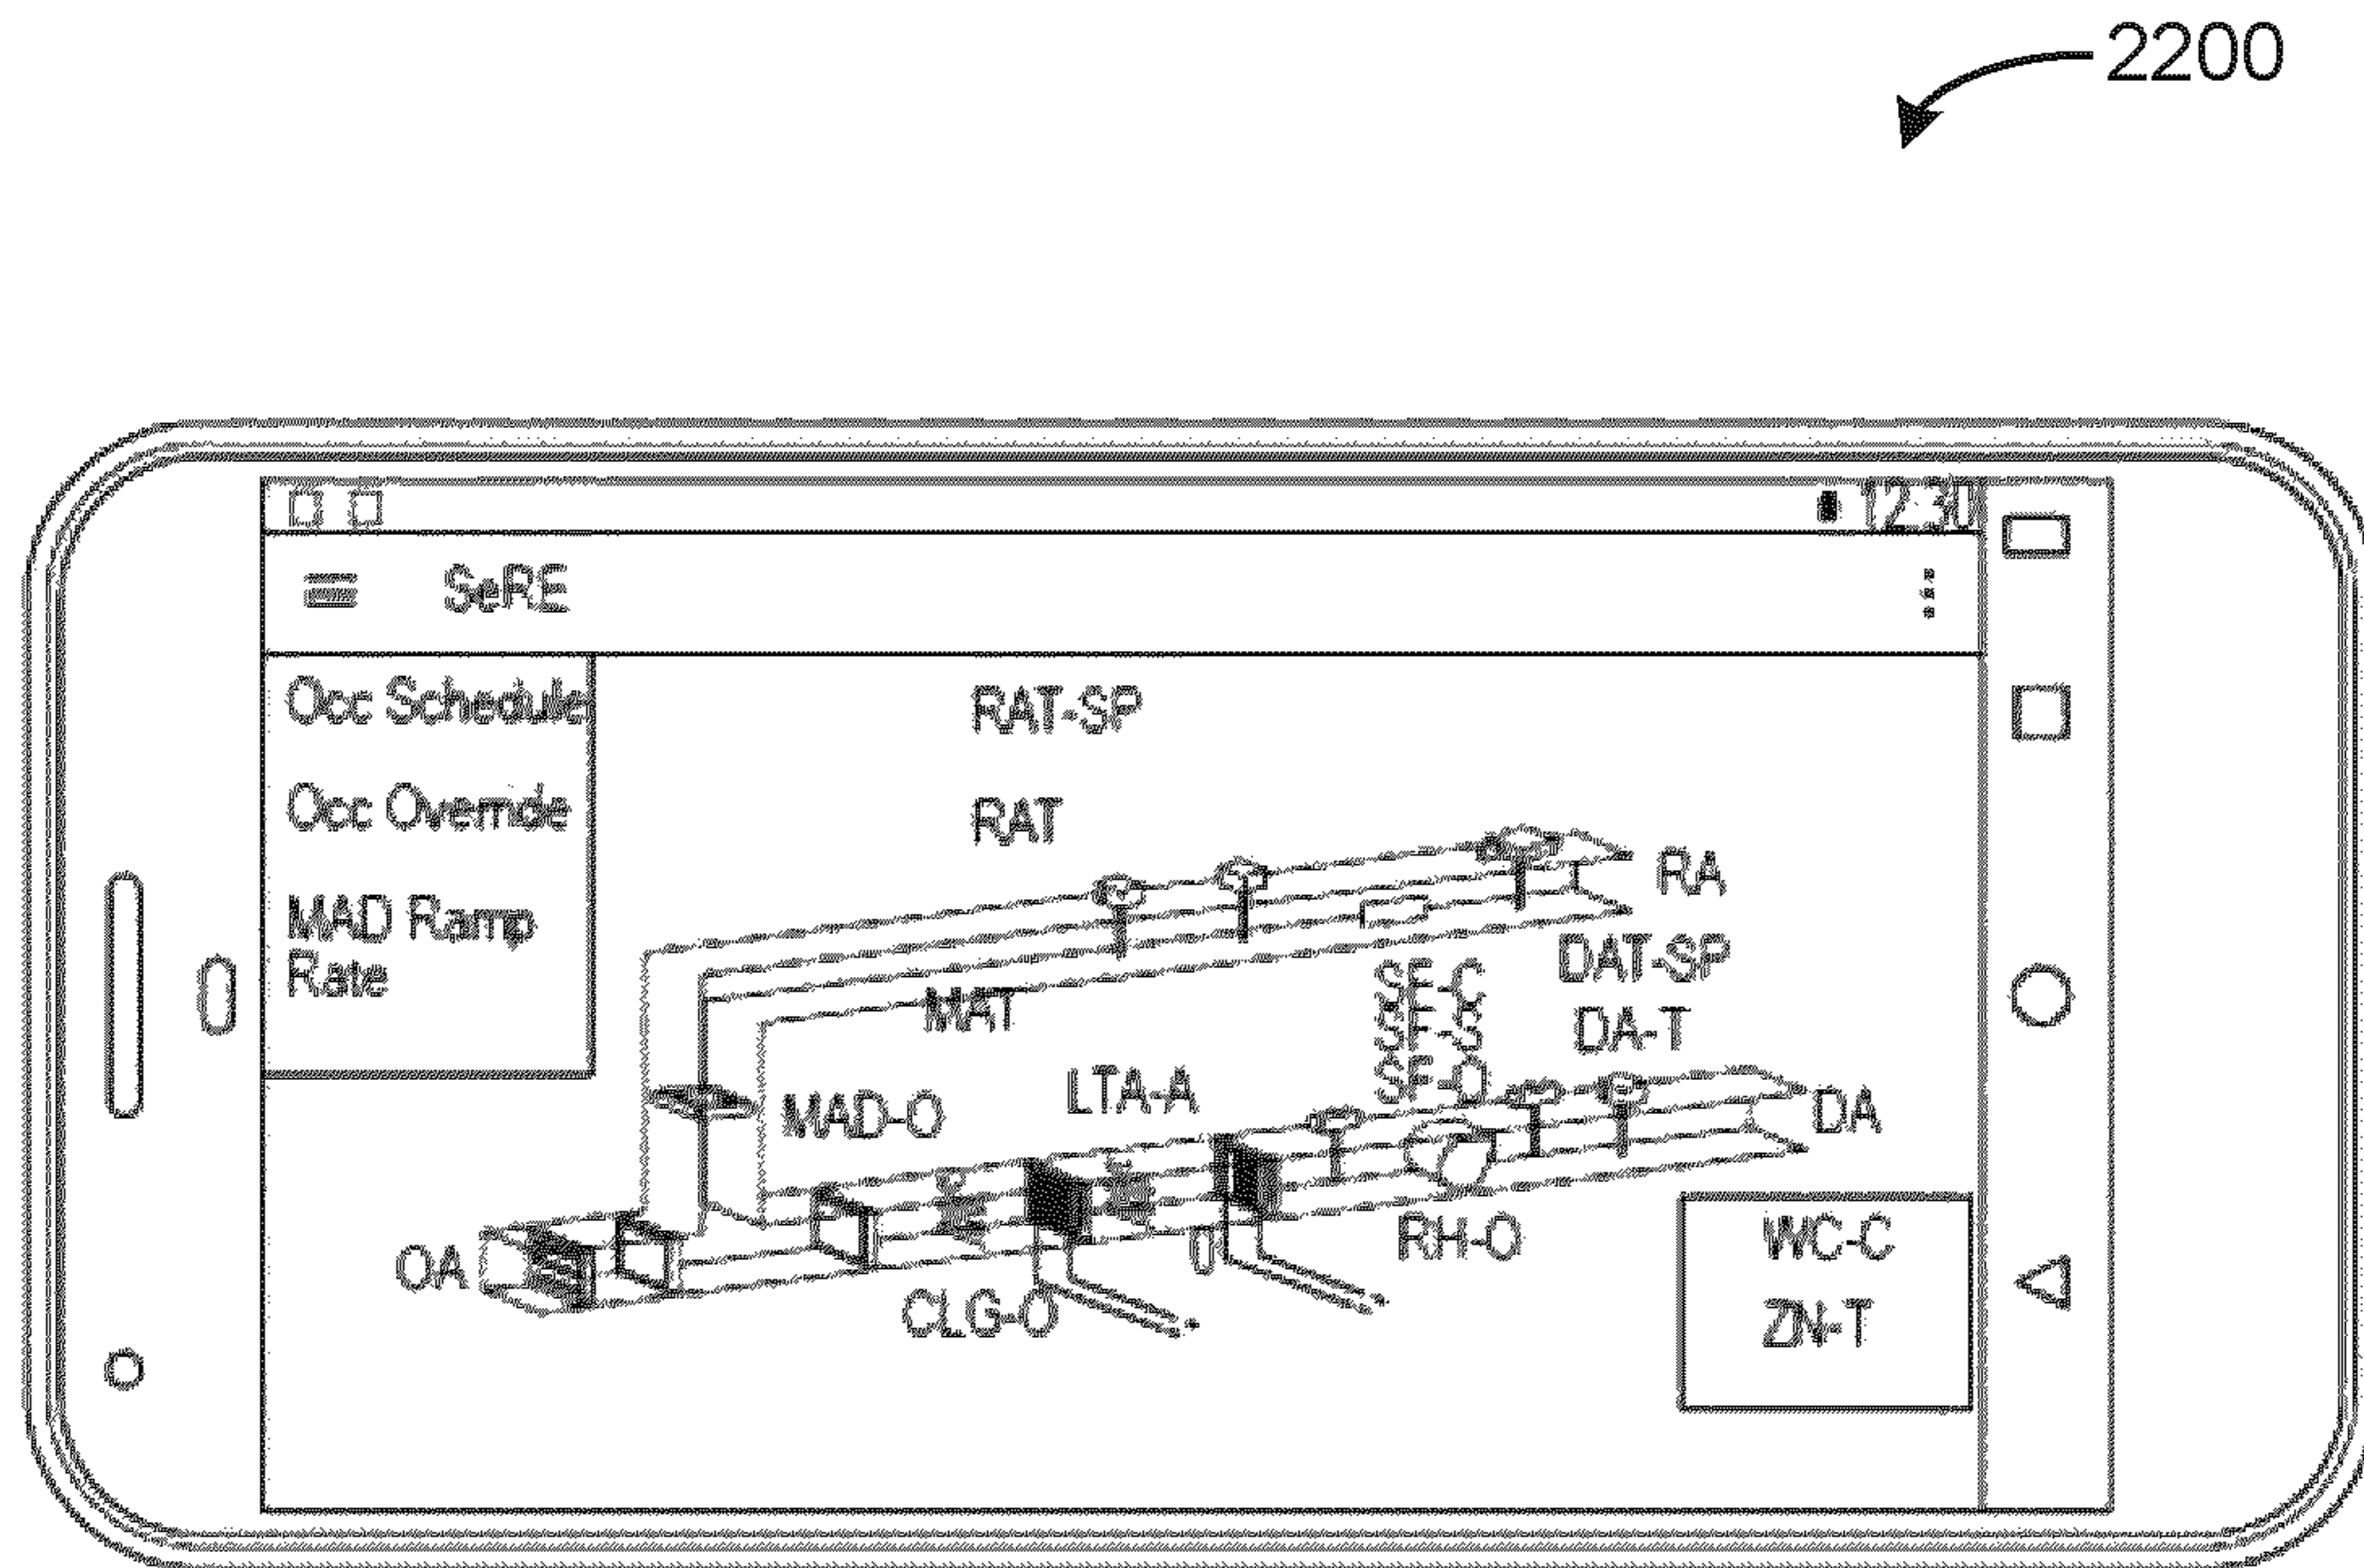 2200
12:30
SeRE
Occ Schedule
Occ Override
MAD Ramp
Rate
RAT-SP
RAT
RA
DAT-SP
DA-T
SF-C
SF-S
SF-O
MAT
LTA-A
MAD-O
DA
OA
CLG-O
0
RH-O
WC-C
ZN-T